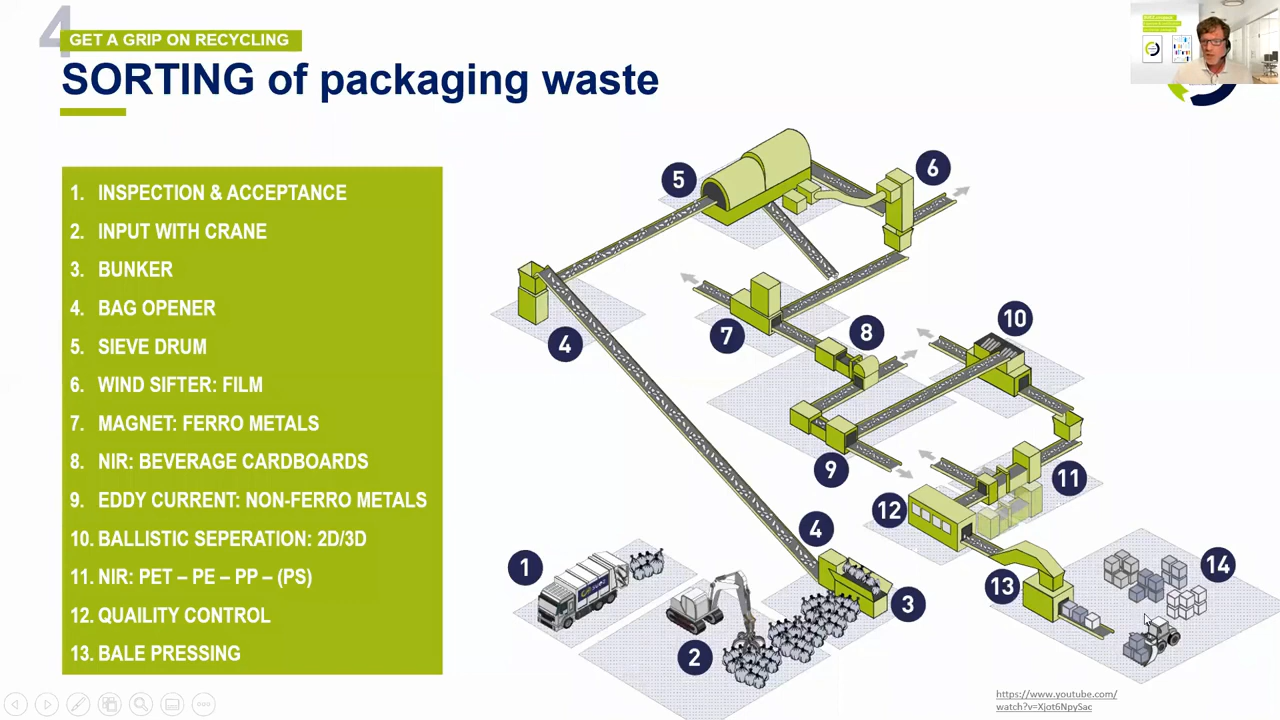 4
GET A GRIP ON RECYCLING
SORTING of packaging waste
1. INSPECTION & ACCEPTANCE
2. INPUT WITH CRANE
3. BUNKER
4. BAG OPENER
5. SIEVE DRUM
6. WIND SIFTER: FILM
7. MAGNET: FERRO METALS
8. NIR: BEVERAGE CARDBOARDS
9. EDDY CURRENT: NON-FERRO METALS
10. BALLISTIC SEPERATION: 2D/3D
11. NIR: PET – PE – PP – (PS)
12. QUAILITY CONTROL
13. BALE PRESSING
5
6
4
7
8
10
9
11
12
4
1
3
2
13
14
https://www.youtube.com/
watch?v=Xjot6NpySac